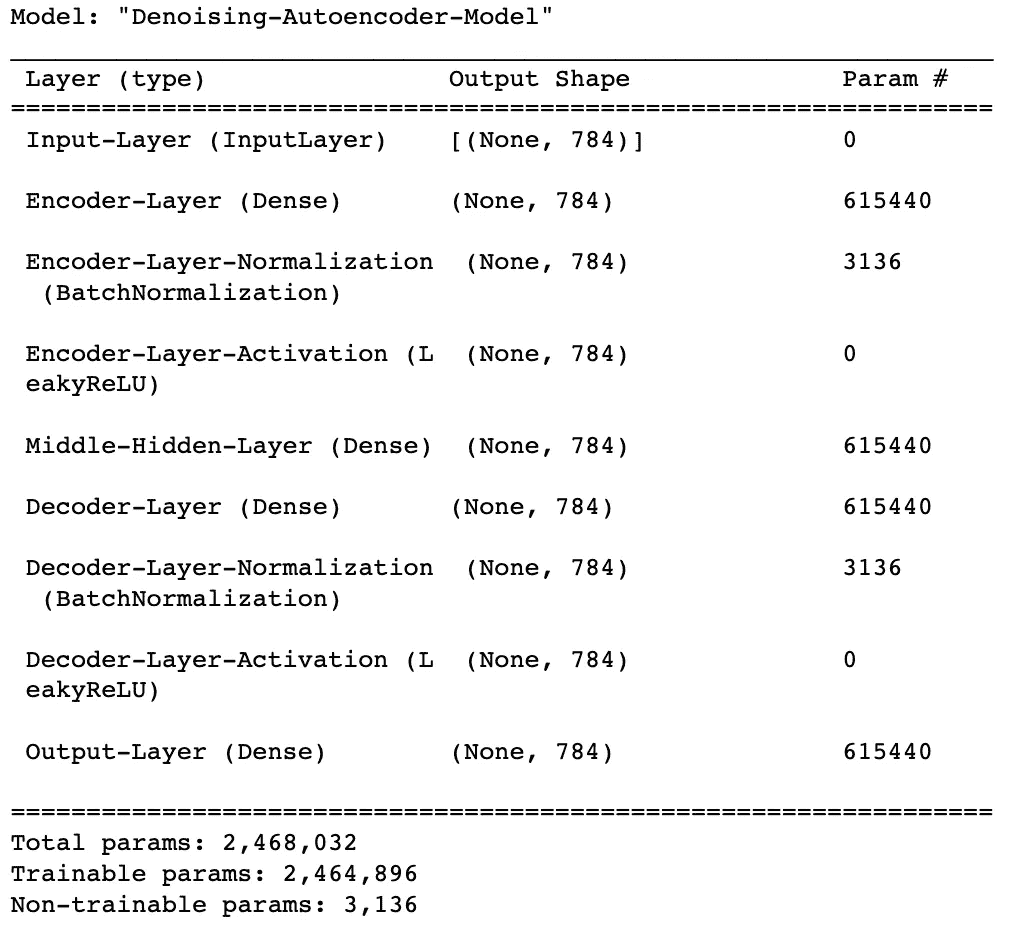 Model: "Denoising-Autoencoder-Model"
_________________________________________________________________
Layer (type) Output Shape Param #
=================================================================
Input-Layer (InputLayer) [(None, 784)] 0
Encoder-Layer (Dense) (None, 784) 615440
Encoder-Layer-Normalization (None, 784) 3136
(BatchNormalization)
Encoder-Layer-Activation (L (None, 784) 0
eakyReLU)
Middle-Hidden-Layer (Dense) (None, 784) 615440
Decoder-Layer (Dense) (None, 784) 615440
Decoder-Layer-Normalization (None, 784) 3136
(BatchNormalization)
Decoder-Layer-Activation (L (None, 784) 0
eakyReLU)
Output-Layer (Dense) (None, 784) 615440
=================================================================
Total params: 2,468,032
Trainable params: 2,464,896
Non-trainable params: 3,136